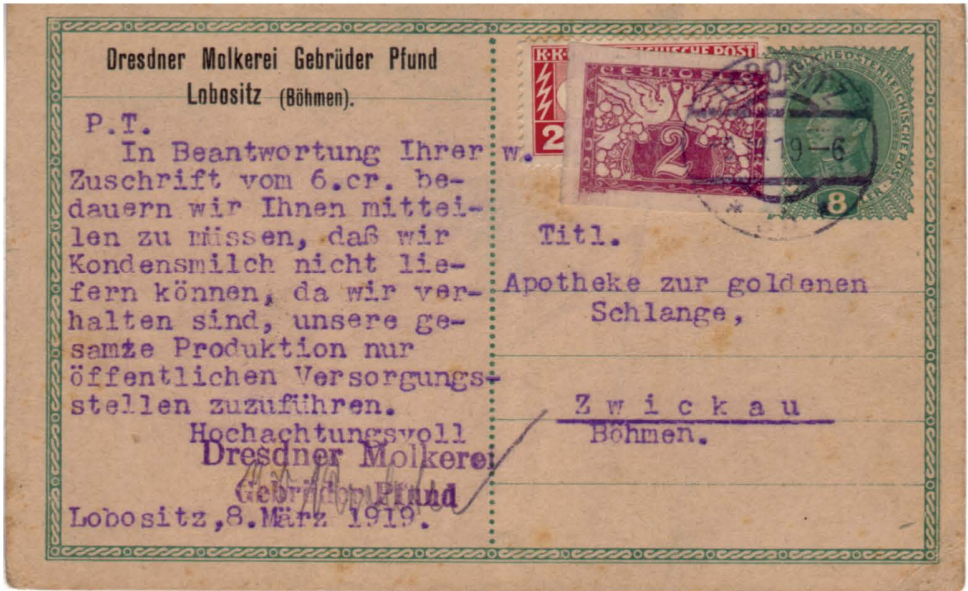 Dresdner Molkerei Gebrüder Pfund
Lobositz (Böhmen).
P.T.
In Beantwortung Ihrer w.
Zuschrift vom 6.cr. be-
dauern wir Ihnen mittei-
len zu müssen, daß wir
Kondensmilch nicht lie-
fern können, da wir ver-
halten sind, unsere ge-
samte Produktion nur
öffentlichen Versorgungs-
stellen zuzuführen.
Hochachtungsvoll
Dresdner Molkerei
Gebrüder Pfund
Lobositz,8.März 1919.
2
2
8
Titl.
Apotheke zur goldenen
Schlange,
Zwickau
Böhmen.